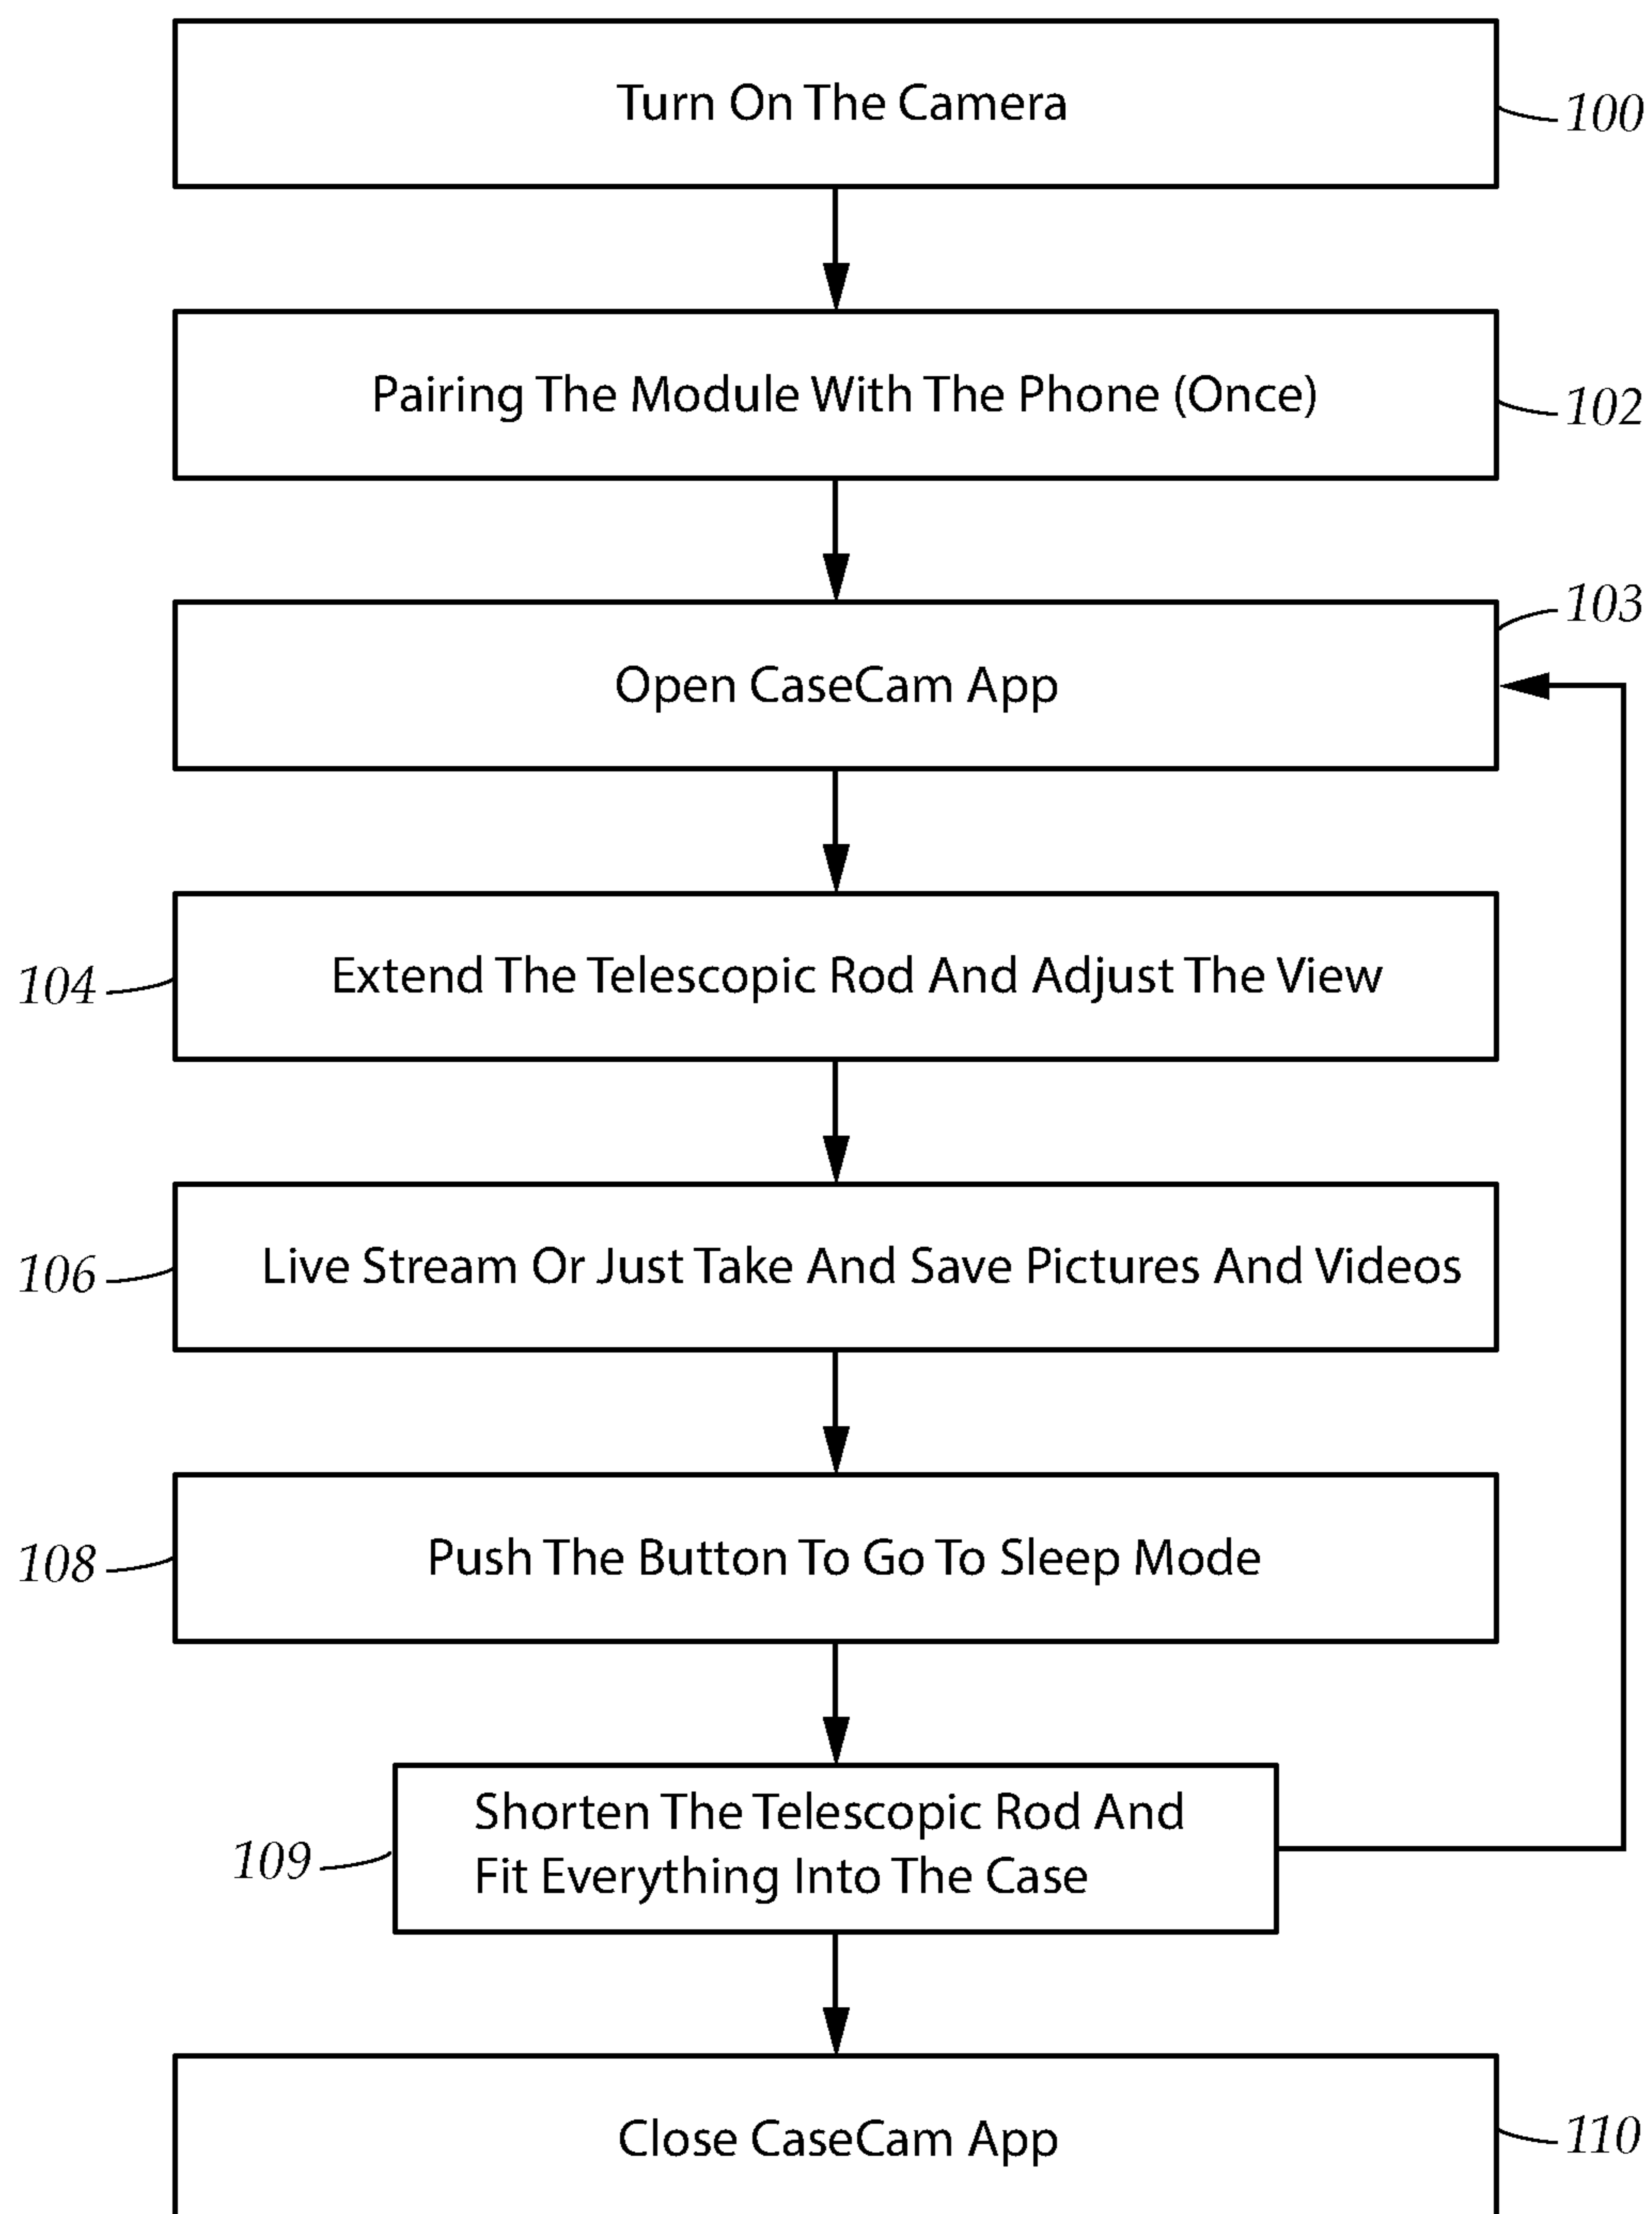 Turn On The Camera
100
Pairing The Module With The Phone (Once)
102
103
Open CaseCam App
Extend The Telescopic Rod And Adjust The View
104
Live Stream Or Just Take And Save Pictures And Videos
106
Push The Button To Go To Sleep Mode
108
Shorten The Telescopic Rod And
Fit Everything Into The Case
109
Close CaseCam App
110